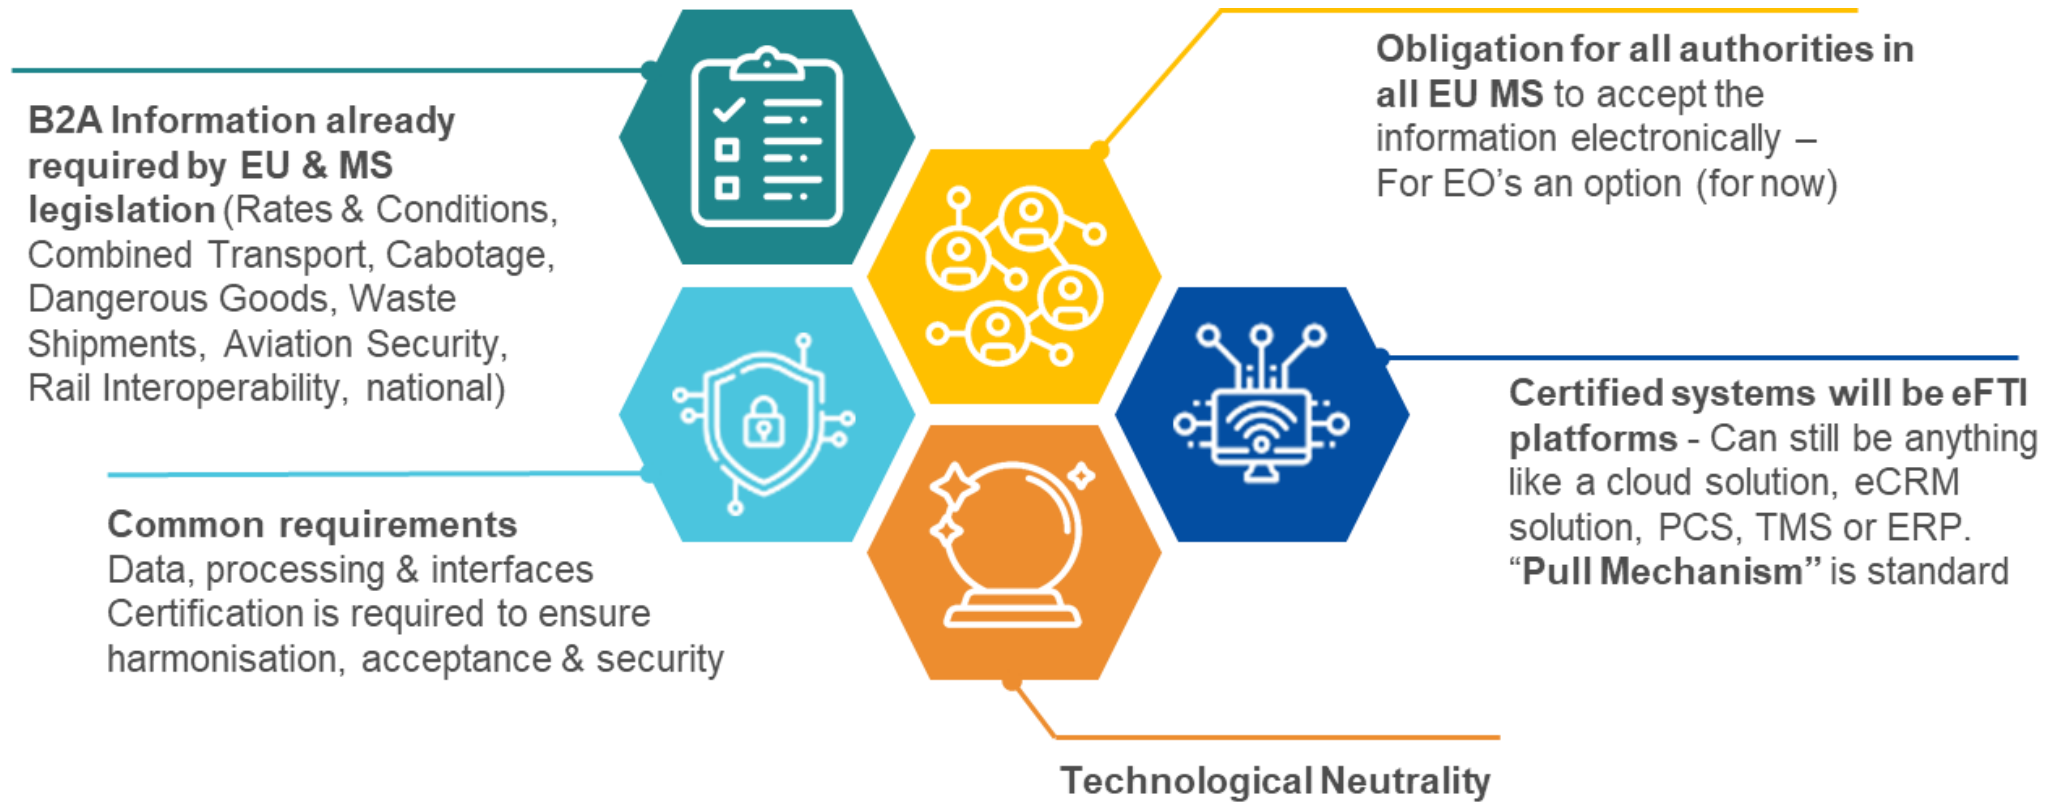 B2A Information already
required by EU & MS
legislation (Rates & Conditions,
Combined Transport, Cabotage,
Dangerous Goods, Waste
Shipments, Aviation Security,
Rail Interoperability, national)
Common requirements
Data, processing & interfaces
Certification is required to ensure
harmonisation, acceptance & security
Obligation for all authorities in
all EU MS to accept the
information electronically –
For EO’s an option (for now)
Certified systems will be eFTI
platforms - Can still be anything
like a cloud solution, eCRM
solution, PCS, TMS or ERP.
“Pull Mechanism” is standard
Technological Neutrality